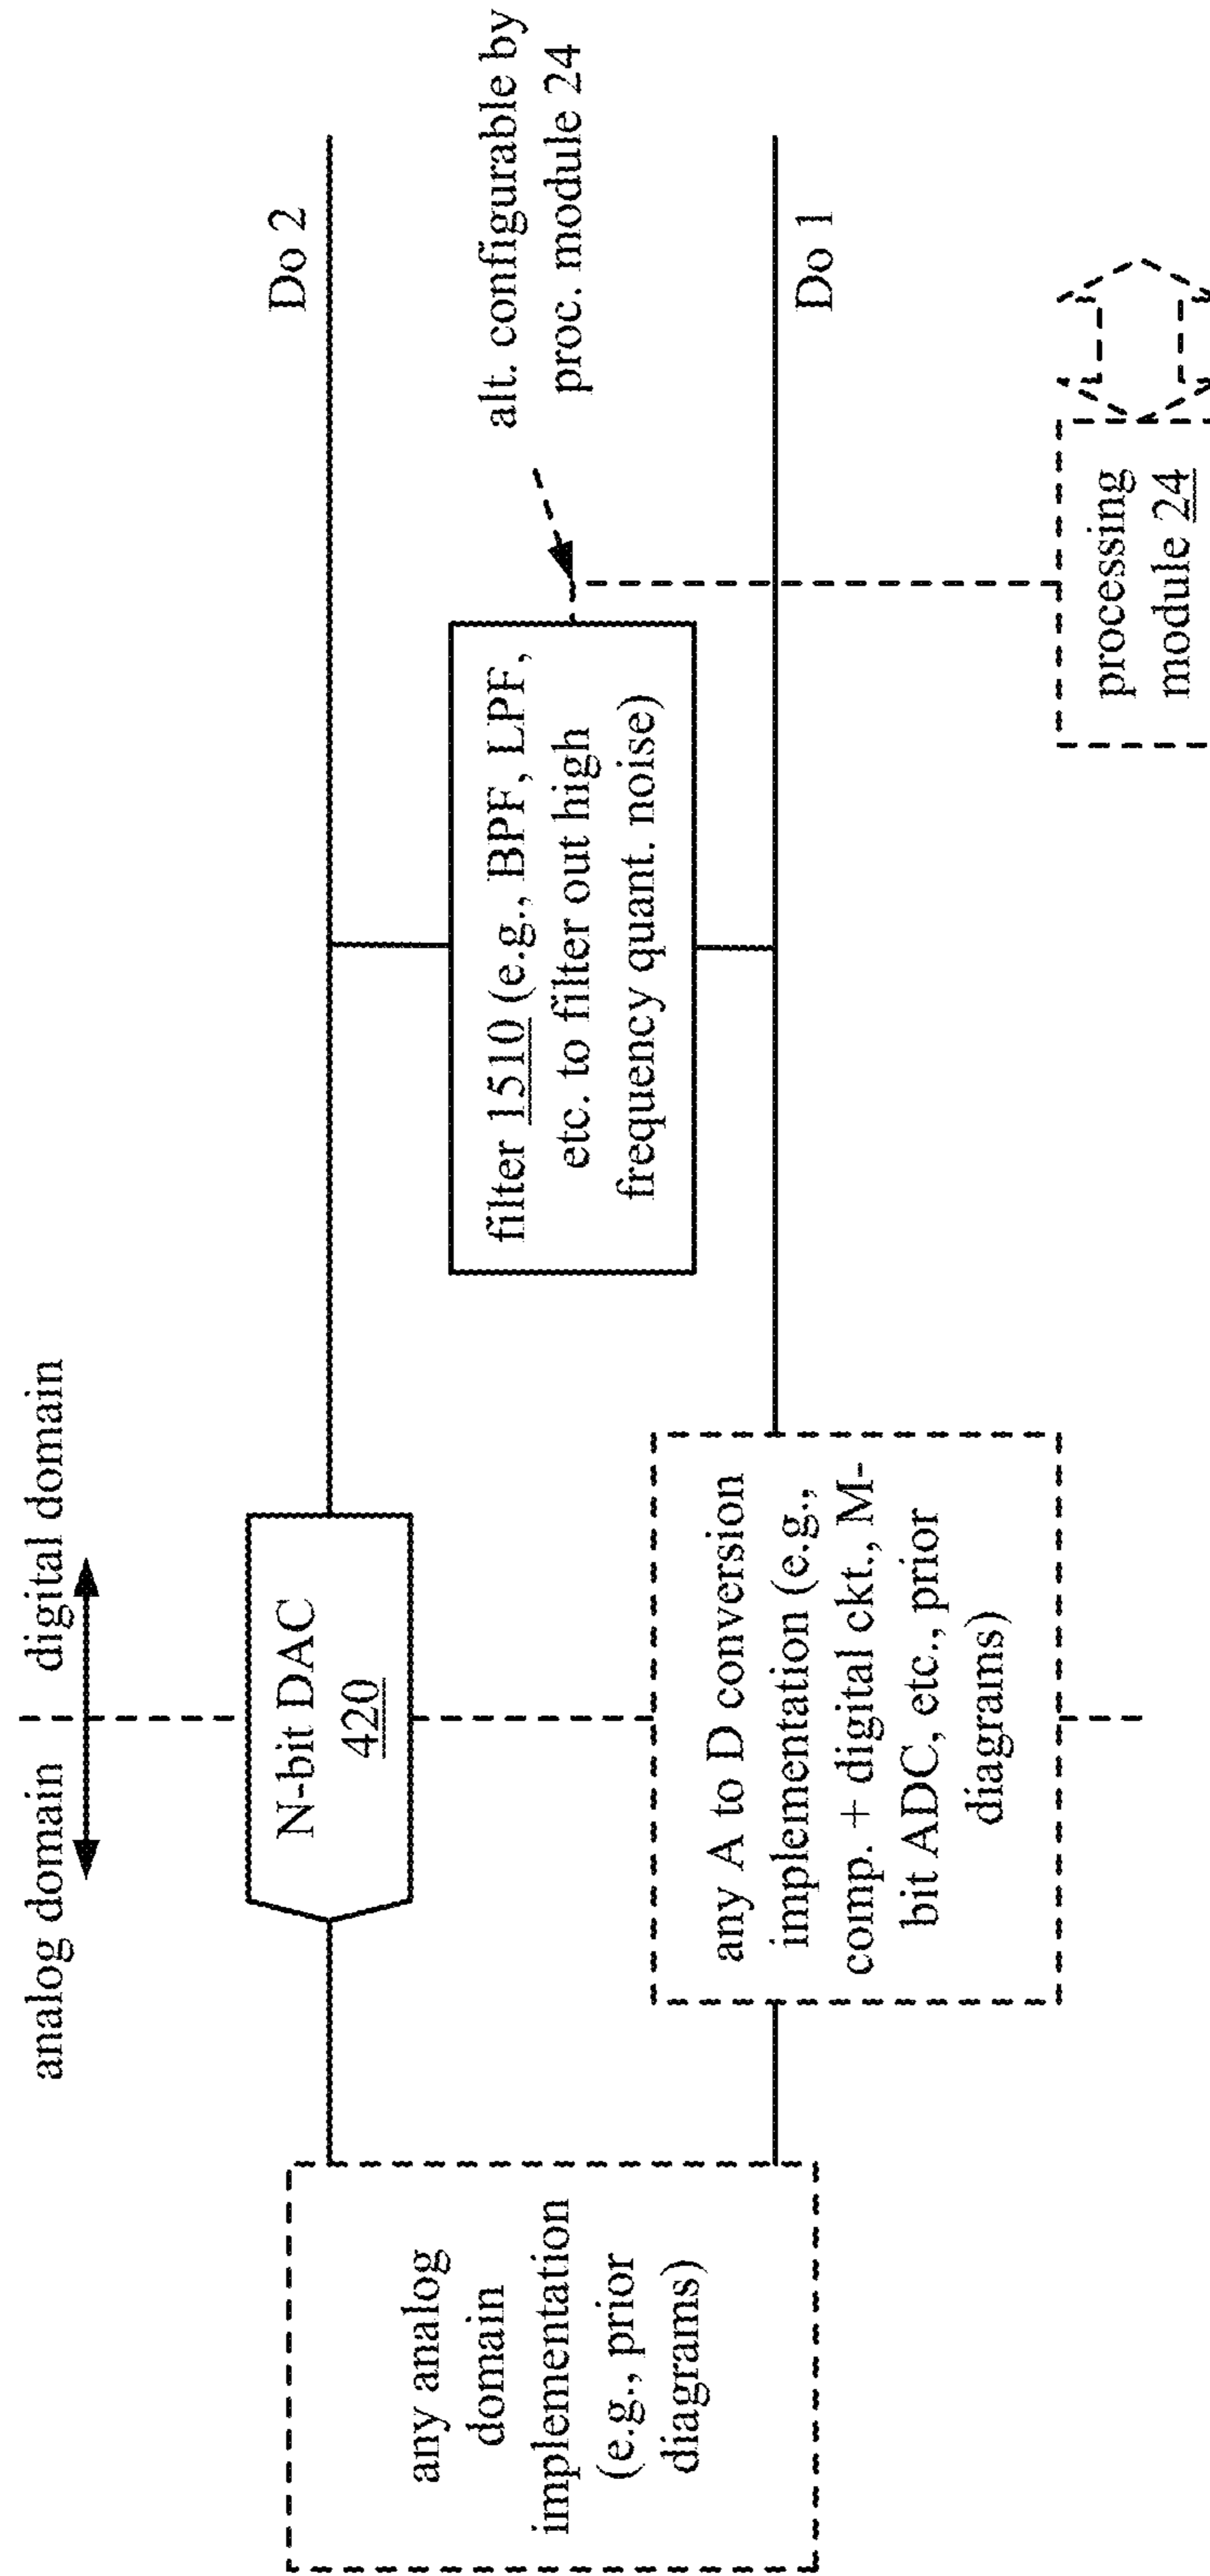 analog domain
digital domain
N-bit DAC
420
Do 2
any analog
domain
implementation
(e.g., prior
diagrams)
filter 1510 (e.g., BPF, LPF,
etc. to filter out high
frequency quant. noise)
alt. configurable by
proc. module 24
any A to D conversion
implementation (e.g.,
comp. + digital ckt., M-
bit ADC, etc., prior
diagrams)
Do 1
processing
module 24